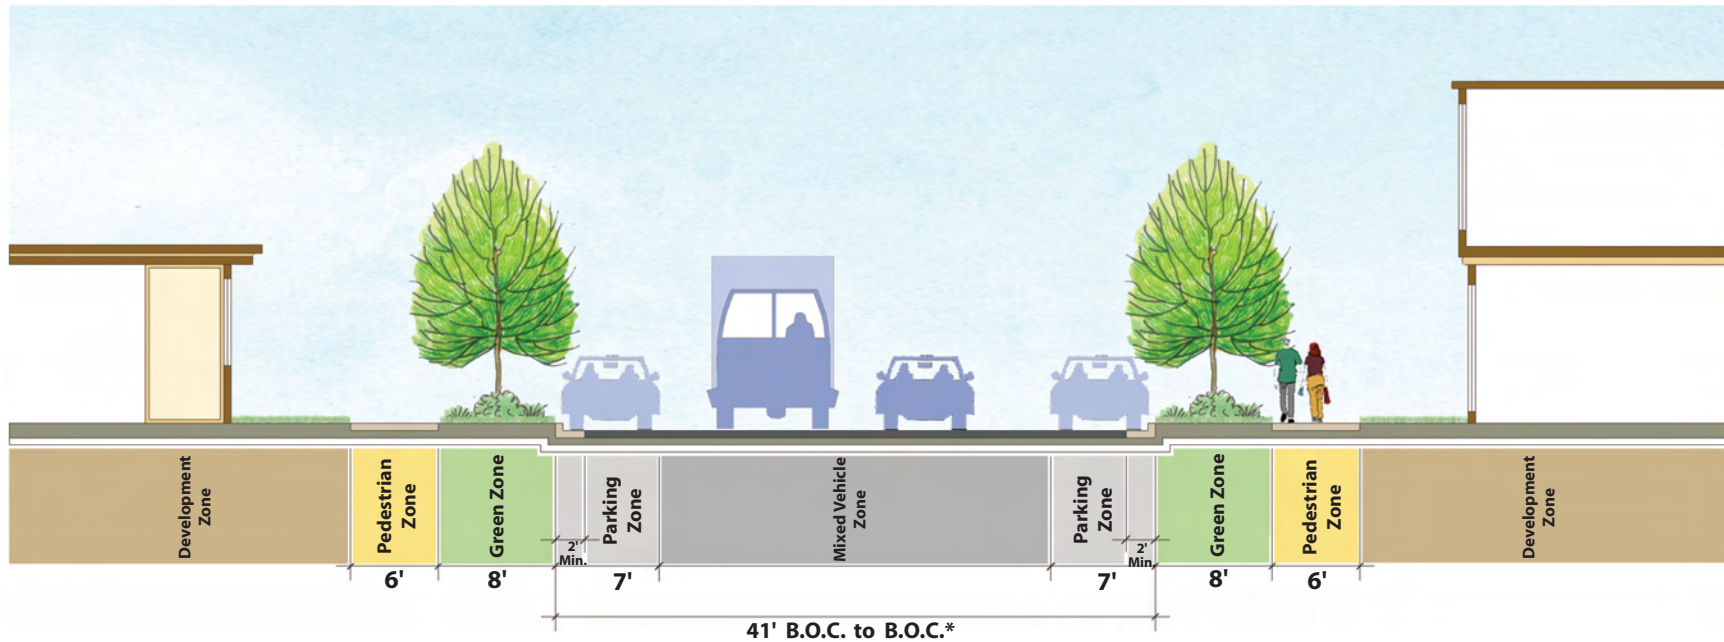 Development
Zone
Pedestrian
Zone
Green Zone
2'
Min.
Parking
Zone
Mixed Vehicle
Zone
Parking
Zone
2'
Min.
Green Zone
Pedestrian
Zone
Development
Zone
6'
8'
7'
7'
8'
6'
41' B.O.C. to B.O.C.*